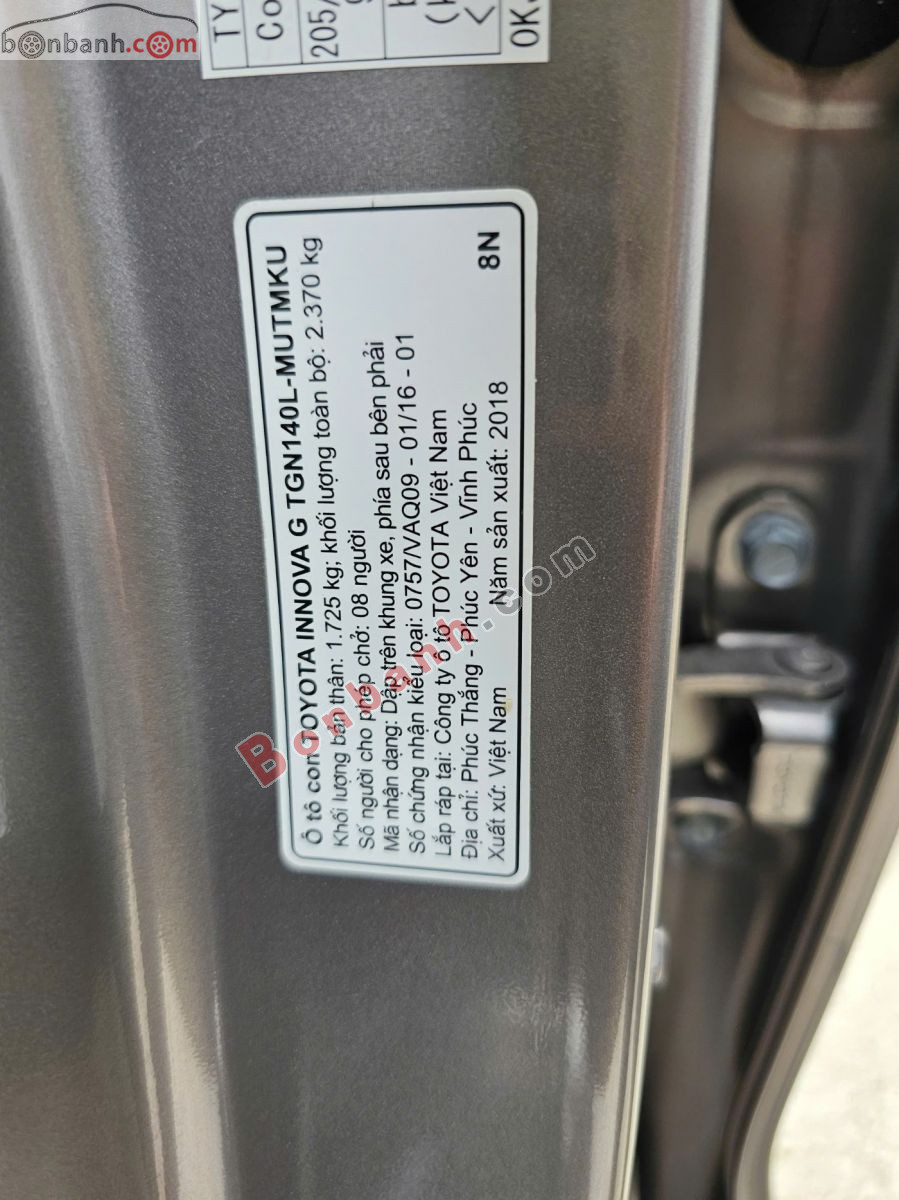 bonbanh.com
TY
Co
205/
(k
<
0K
Ô tô con TOYOTA INNOVA G TGN140L-MUTMKU
Khối lượng bản thân: 1.725 kg; khối lượng toàn bộ: 2.370 kg
Số người cho phép chở: 08 người
Mã nhận dạng: Dập trên khung xe, phía sau bên phải
Số chứng nhận kiểu loại: 0757/VAQ09 - 01/16 - 01
Lắp ráp tại: Công ty ô tô TOYOTA Việt Nam
Địa chỉ: Phúc Thắng - Phúc Yên - Vĩnh Phúc
Xuất xứ: Việt Nam Năm sản xuất: 2018 8N
Bonbanh.com